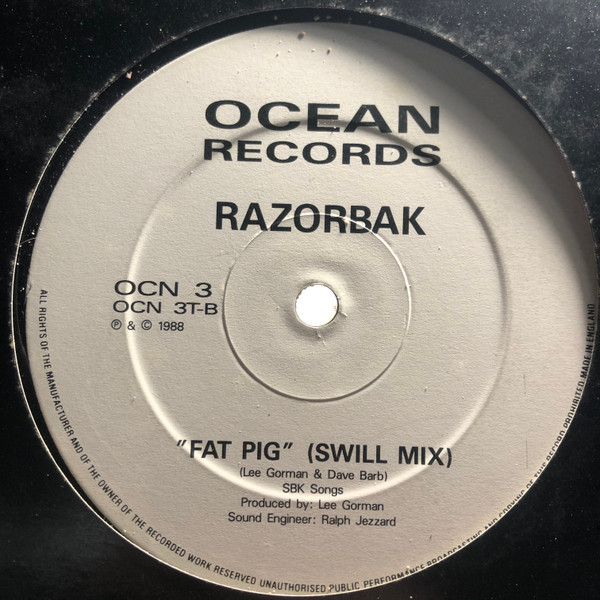 OCEAN
RECORDS
RAZORBAK
OCN 3
OCN 3T-B
℗ & © 1988
"FAT PIG" (SWILL MIX)
(Lee Gorman & Dave Barb)
SBK Songs
Produced by: Lee Gorman
Sound Engineer: Ralph Jezzard
ALL RIGHTS OF THE MANUFACTURER AND OF THE OWNER OF THE RECORDED WORK RESERVED UNAUTHORISED PUBLIC PERFORMANCE BROADCASTING AND COPYING OF THE RECORD PROHIBITED MADE IN ENGLAND